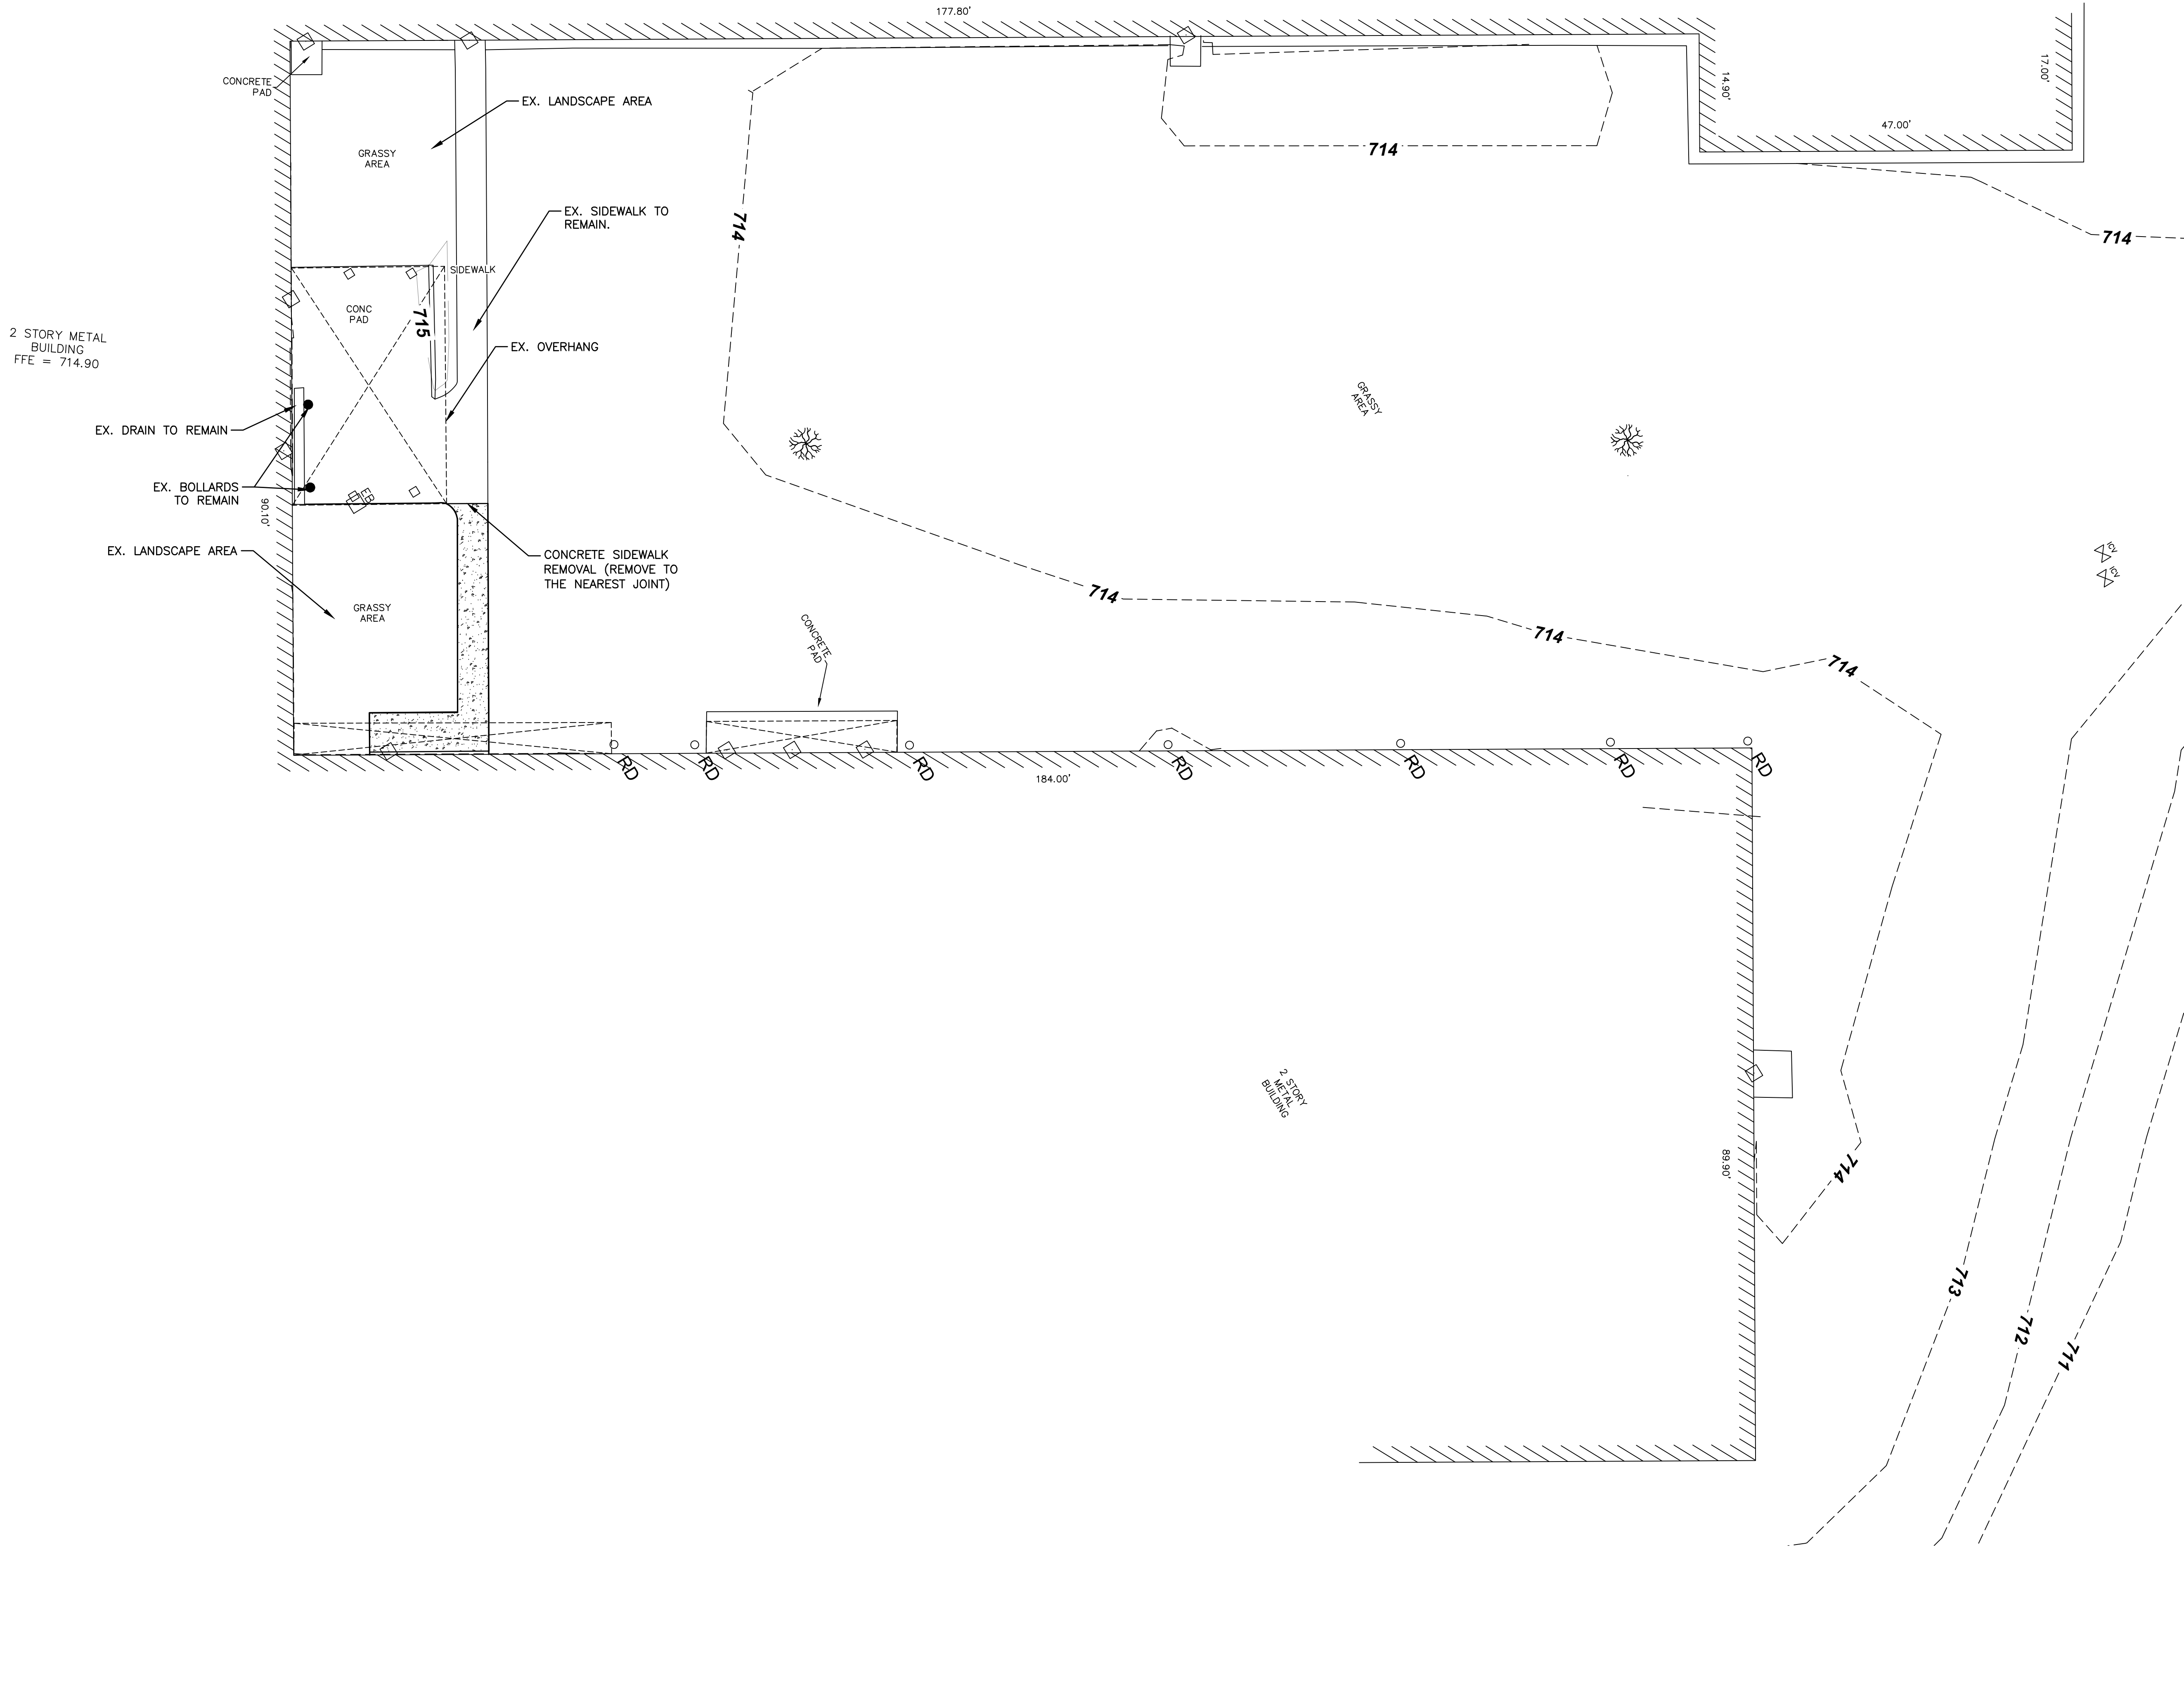 177.80'
17.00'
14.90'
CONCRETE
PAD
EX. LANDSCAPE AREA
47.00'
714
GRASSY
AREA
EX. SIDEWALK TO
REMAIN.
714
714
SIDEWALK
CONC
PAD
715
2 STORY METAL
BUILDING
FFE = 714.90
EX. OVERHANG
GRASSY
AREA
EX. DRAIN TO REMAIN
EX. BOLLARDS
TO REMAIN
EB
90.10'
EX. LANDSCAPE AREA
CONCRETE SIDEWALK
REMOVAL (REMOVE TO
THE NEAREST JOINT)
ICV
ICV
714
GRASSY
AREA
CONCRETE
PAD
714
714
RD
RD
RD
RD
RD
RD
RD
184.00'
2 STORY
METAL
BUILDING
89.90'
714
713
712
711